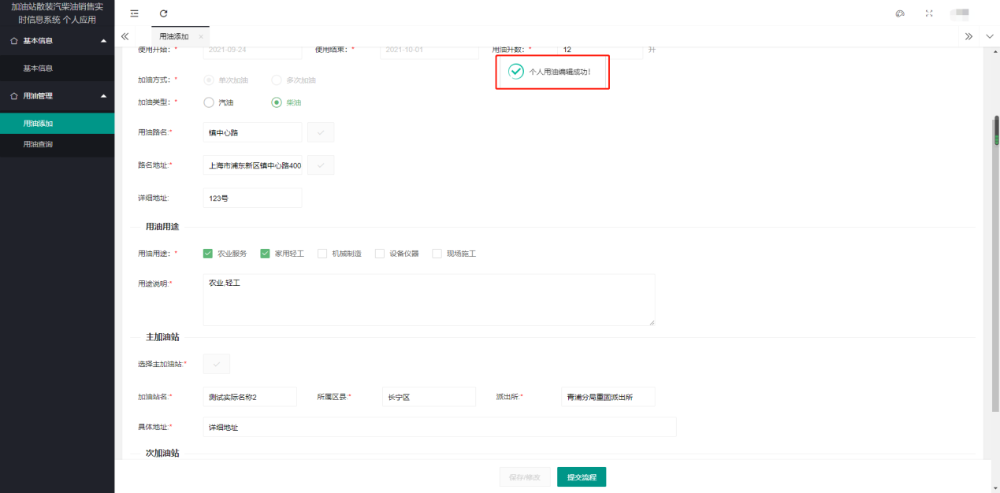 加油站散装汽柴油销售实
时信息系统 个人应用
基本信息
基本信息
用油管理
用油添加
用油查询
用油添加
使用开始: * 2021-09-24 使用结束: * 2021-10-01 用油升数: * 12 升
个人用油编辑成功!
加油方式: * 单次加油 多次加油
加油类型: * 汽油 柴油
用油路名:* 镇中心路
路名地址:* 上海市浦东新区镇中心路400
详细地址: 123号
用油用途
用油用途: * 农业服务 家用轻工 机械制造 设备仪器 现场施工
用途说明:* 农业,轻工
主加油站
选择主加油站:*
加油站名:* 测试实际名称2 所属区县:* 长宁区 派出所:* 青浦分局重固派出所
具体地址:* 详细地址
次加油站
保存/修改 提交流程